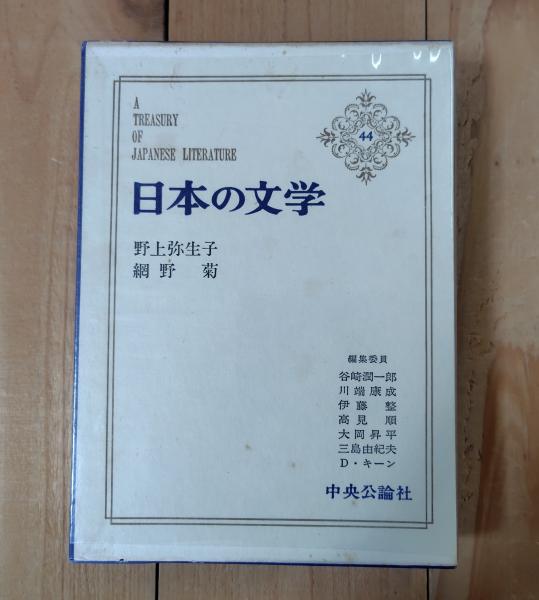 A
TREASURY
OF
JAPANESE LITERATURE
44
日本の文学
野上弥生子
網野 菊
編集委員
谷崎潤一郎
川端康成
伊藤 整
高見 順
大岡昇平
三島由紀夫
D・キーン
中央公論社